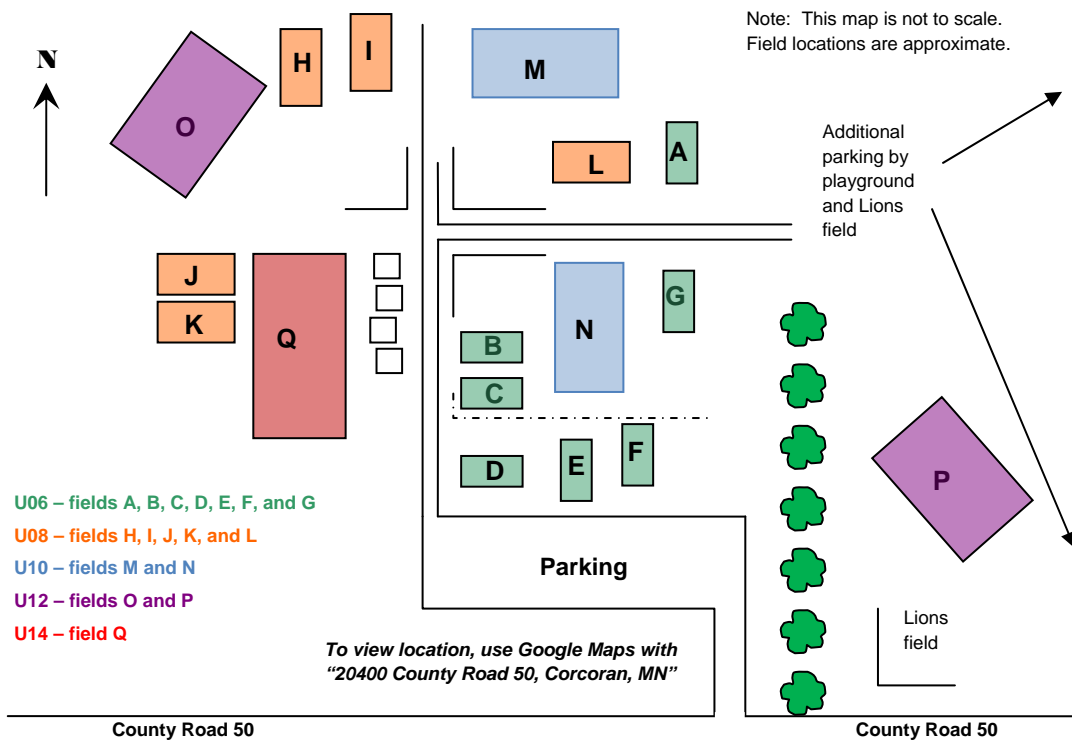 Note: This map is not to scale.
Field locations are approximate.
N
H
I
M
O
L
A
Additional
parking by
playground
and Lions
field
J
K
Q
G
N
B
C
D
E
F
P
U06 – fields A, B, C, D, E, F, and G
U08 – fields H, I, J, K, and L
U10 – fields M and N
U12 – fields O and P
U14 – field Q
Parking
Lions
field
To view location, use Google Maps with
“20400 County Road 50, Corcoran, MN”
County Road 50
County Road 50